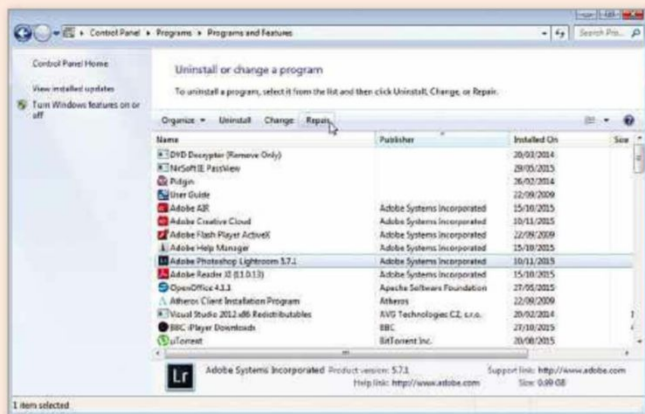 Control Panel ▸ Programs ▸ Programs and Features
Search Pro...
Control Panel Home
View installed updates
Turn Windows features on or off
Uninstall or change a program
To uninstall a program, select it from the list and then click Uninstall, Change, or Repair.
Organize Uninstall Change Repair
Name Publisher Installed On Size
DVD Decrypter (Remove Only) 20/03/2014
NirSoft IE PassView 29/05/2015
Pidgin 26/02/2014
User Guide 22/09/2009
Adobe AIR Adobe Systems Incorporated 15/10/2015
Adobe Creative Cloud Adobe Systems Incorporated 10/11/2015
Adobe Flash Player ActiveX Adobe Systems Incorporated 22/09/2009
Adobe Help Manager Adobe Systems Incorporated 15/10/2015
Adobe Photoshop Lightroom 5.7.1 Adobe Systems Incorporated 10/11/2015
Adobe Reader XI (11.0.13) Adobe Systems Incorporated 15/10/2015
OpenOffice 4.1.1 Apache Software Foundation 27/05/2015
Atheros Client Installation Program Atheros 22/09/2009
Visual Studio 2012 x86 Redistributables AVG Technologies CZ, s.r.o. 20/02/2014
BBC iPlayer Downloads BBC 27/10/2015
uTorrent BitTorrent Inc. 20/08/2015
Lr
Adobe Systems Incorporated Product version: 5.7.1 Support link: http://www.adobe.com
Help link: http://www.adobe.com Size: 0.99 GB
1 item selected